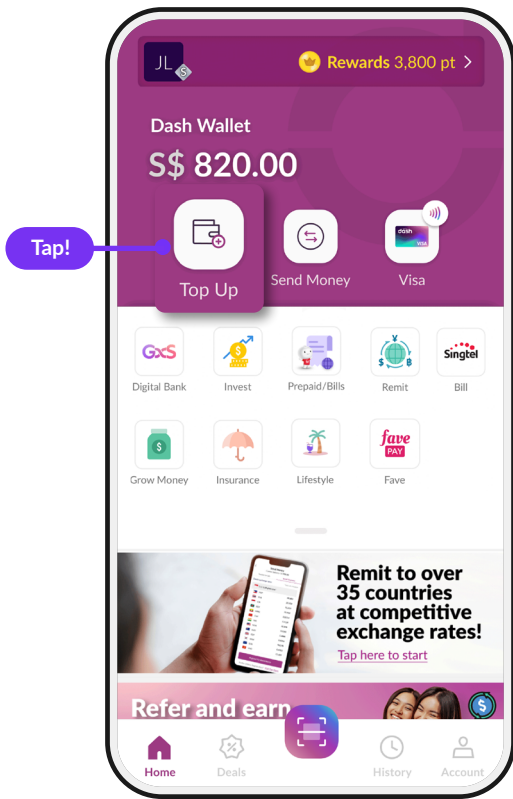 JL
S
Rewards 3,800 pt >
Dash Wallet
S$ 820.00
Tap!
dash
VISA
Top Up
Send Money
Visa
GXS
$
$
¥
$
฿
Singtel
Digital Bank
Invest
Prepaid/Bills
Remit
Bill
$
fave
PAY
Grow Money
Insurance
Lifestyle
Fave
Remit to over
35 countries
at competitive
exchange rates!
Tap here to start
Refer and earn
$
Home
Deals
History
Account